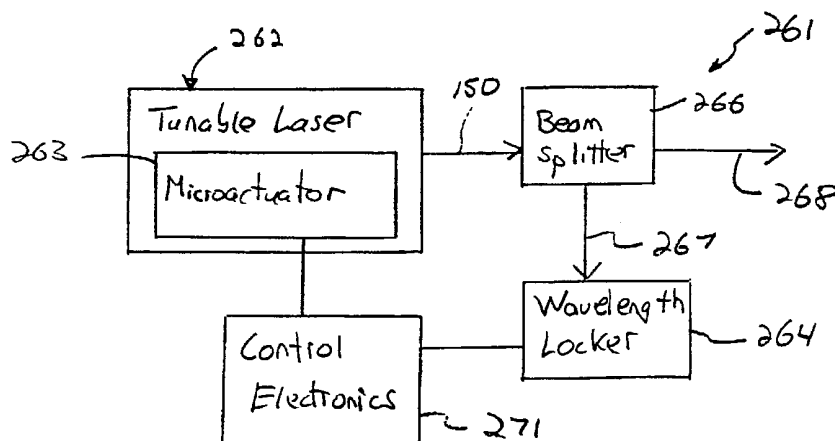 262
261
Tunable Laser
150
Beam
splitter
266
263
Microactuator
268
267
Wavelength
Locker
264
Control
Electronics
271